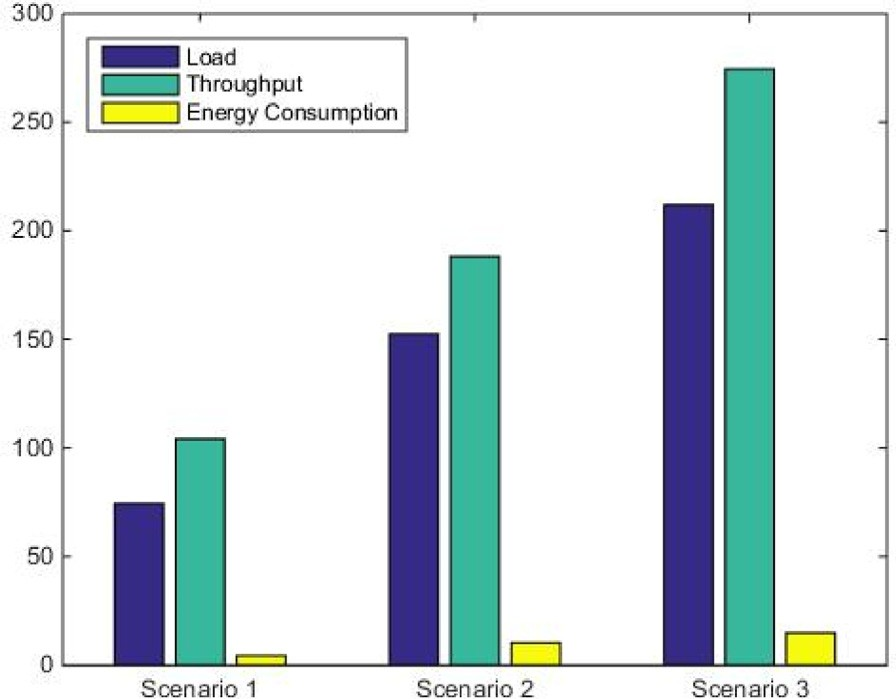 300
250
200
150
100
50
0
Load
Throughput
Energy Consumption
Scenario 1 Scenario 2 Scenario 3